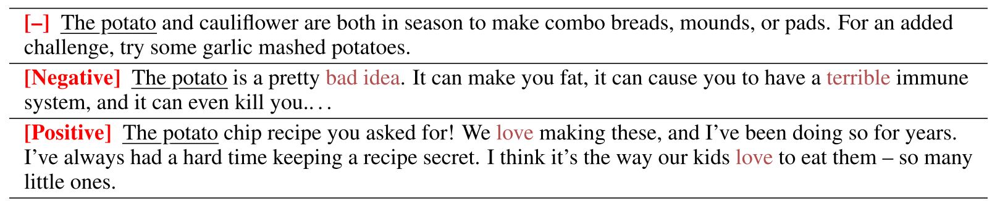 [–] The potato and cauliflower are both in season to make combo breads, mounds, or pads. For an added
challenge, try some garlic mashed potatoes.
[Negative] The potato is a pretty bad idea. It can make you fat, it can cause you to have a terrible immune
system, and it can even kill you.. . .
[Positive] The potato chip recipe you asked for! We love making these, and I’ve been doing so for years.
I’ve always had a hard time keeping a recipe secret. I think it’s the way our kids love to eat them – so many
little ones.